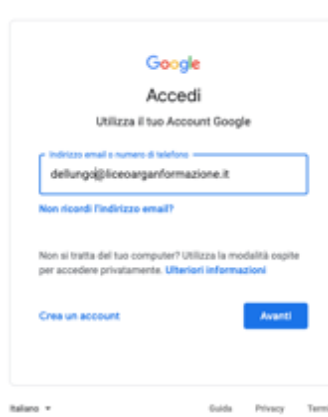 Google
Accedi
Utilizza il tuo Account Google
Indirizzo email o numero di telefono
dellungo@liceoarganformazione.it
Non ricordi l'indirizzo email?
Non si tratta del tuo computer? Utilizza la modalità ospite
per accedere privatamente. Ulteriori informazioni
Crea un account
Avanti
Italiano
Guida Privacy Term